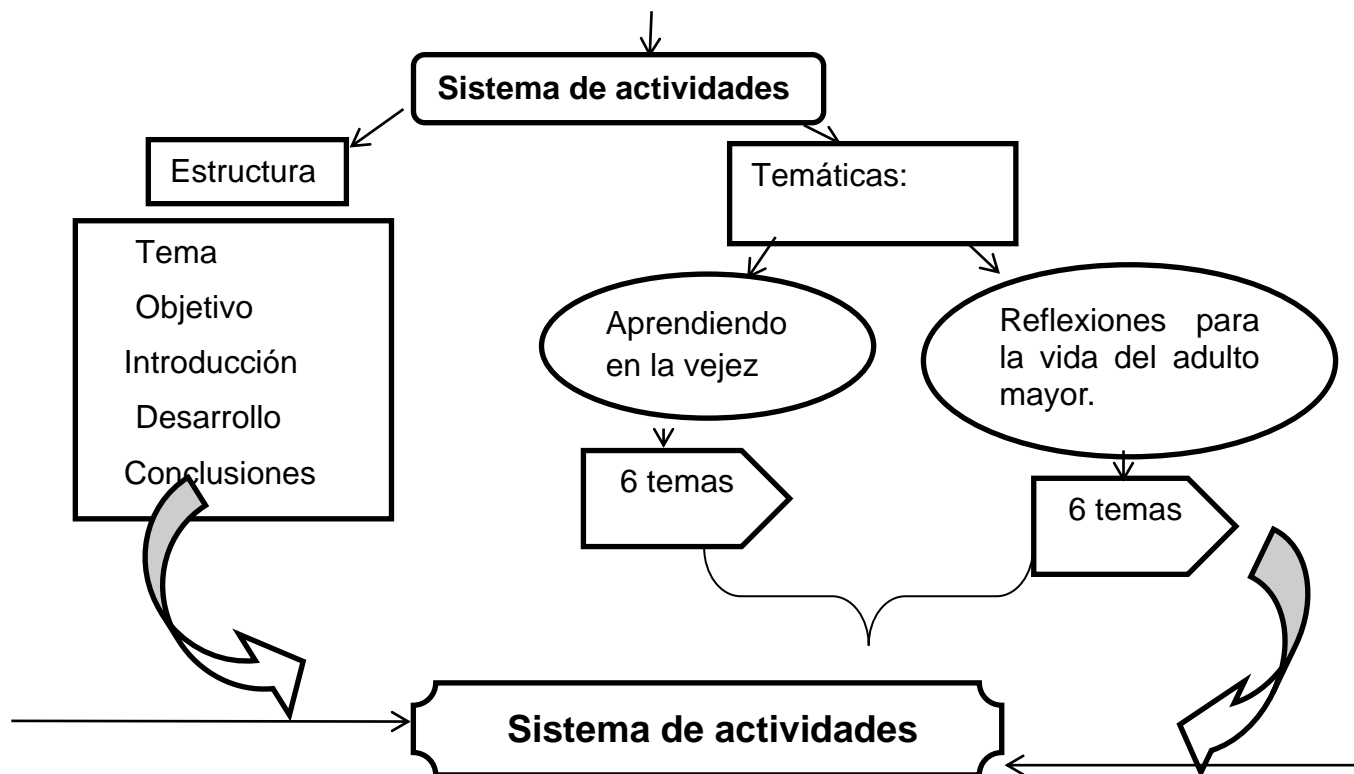 Sistema de actividades
Estructura
Temáticas:
Tema
Objetivo
Introducción
Desarrollo
Conclusiones
Aprendiendo
en la vejez
Reflexiones para
la vida del adulto
mayor.
6 temas
6 temas
Sistema de actividades